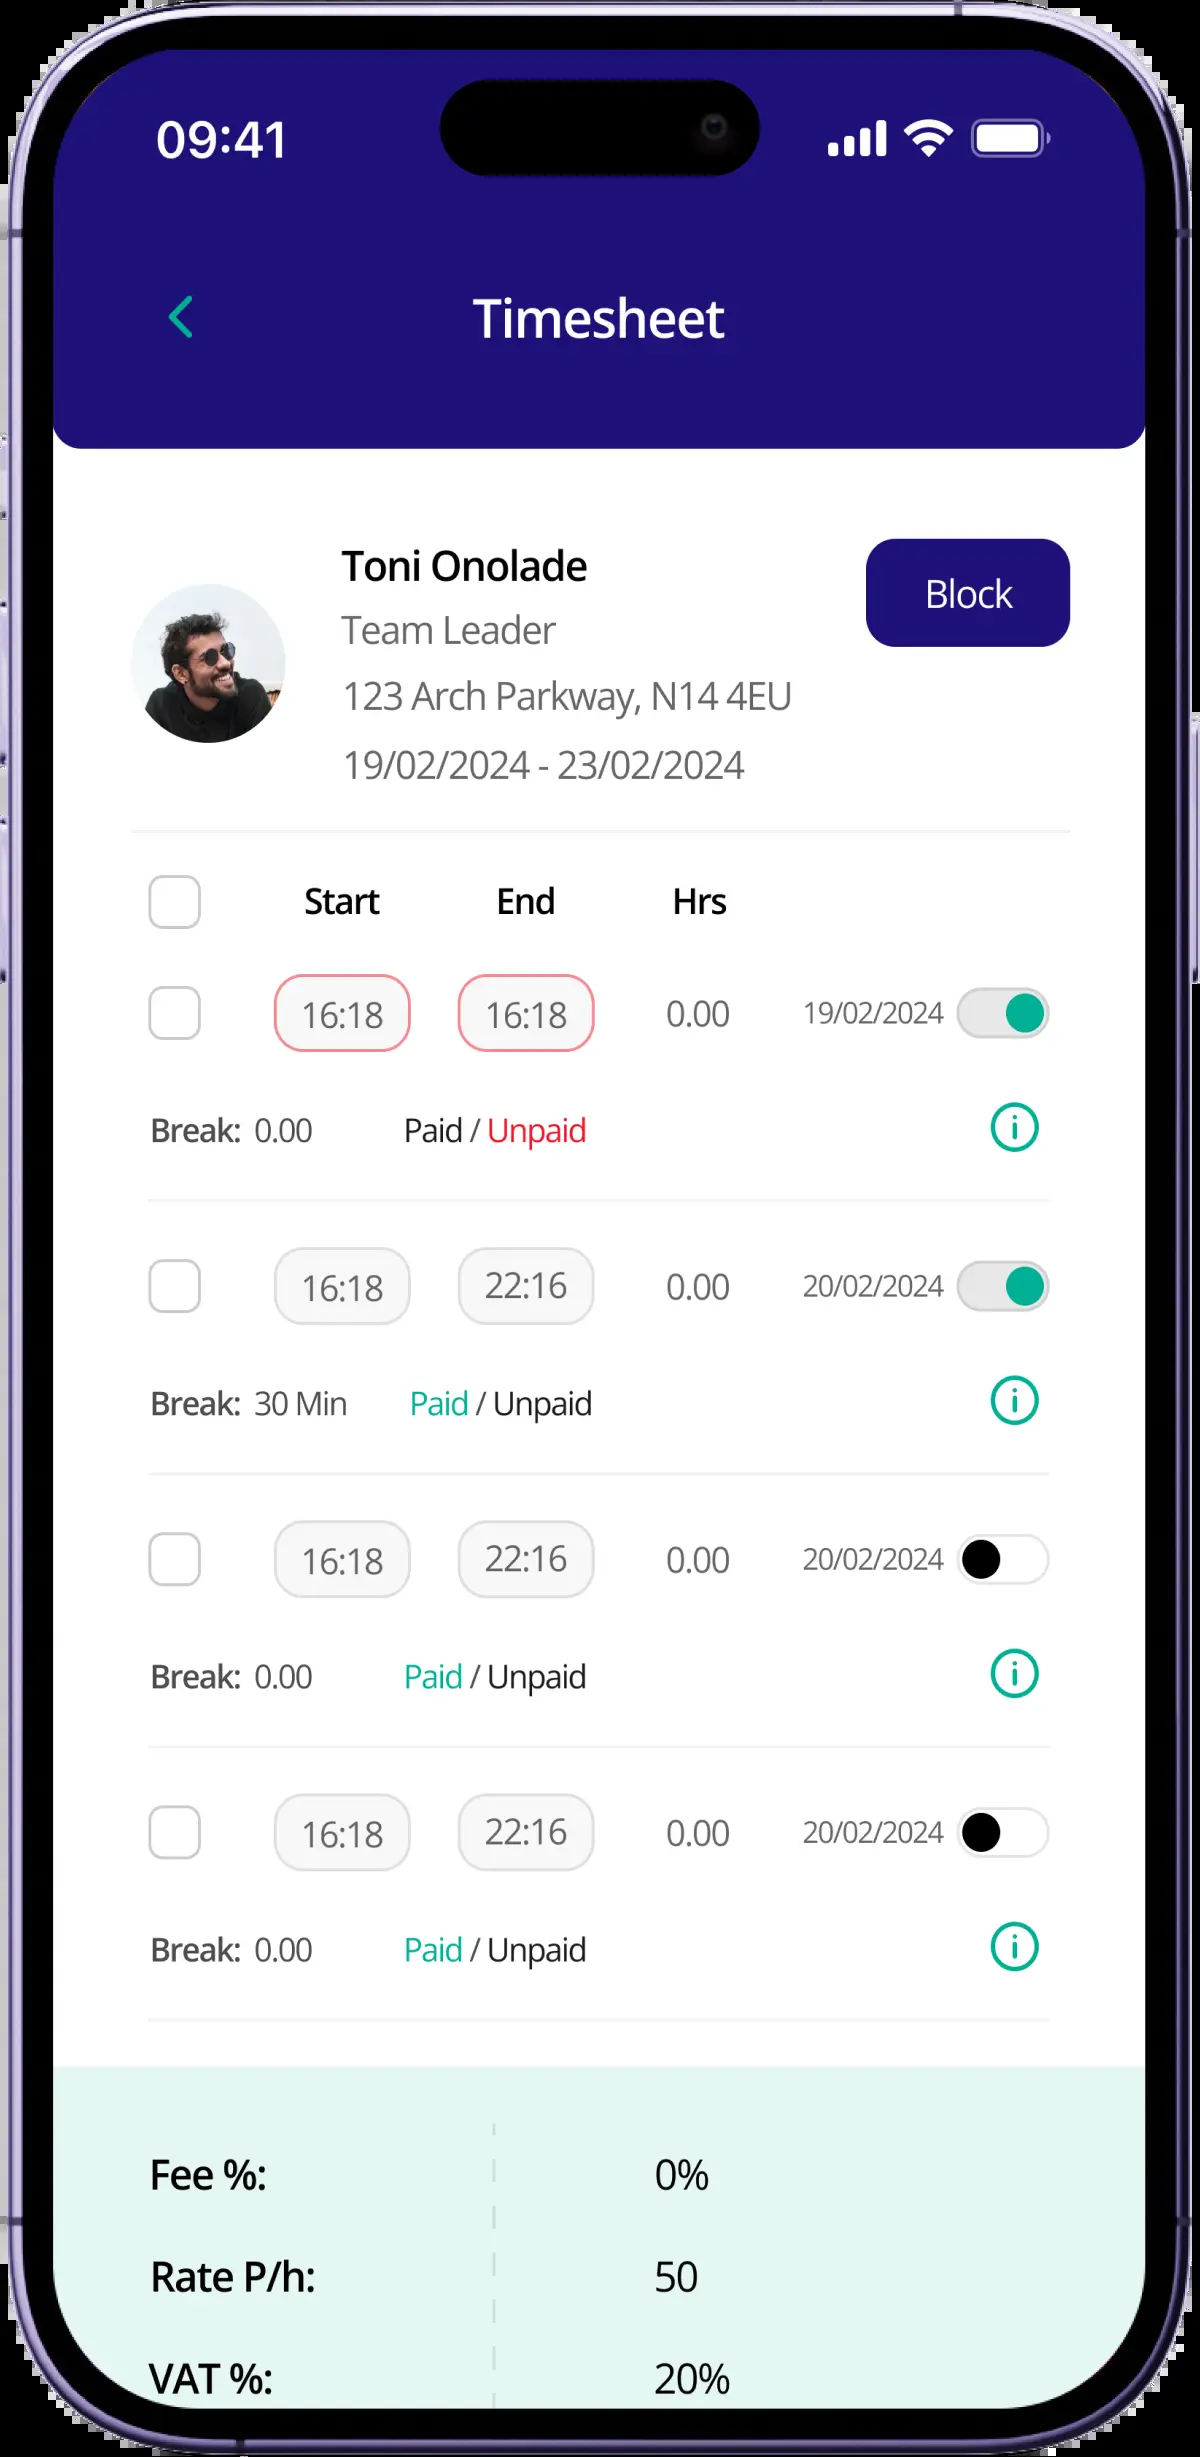 09:41
Timesheet
Toni Onolade
Block
Team Leader
123 Arch Parkway, N14 4EU
19/02/2024 - 23/02/2024
Start End Hrs
16:18 16:18 0.00 19/02/2024
Break: 0.00 Paid / Unpaid
16:18 22:16 0.00 20/02/2024
Break: 30 Min Paid / Unpaid
16:18 22:16 0.00 20/02/2024
Break: 0.00 Paid / Unpaid
16:18 22:16 0.00 20/02/2024
Break: 0.00 Paid / Unpaid
Fee %: 0%
Rate P/h: 50
VAT %: 20%